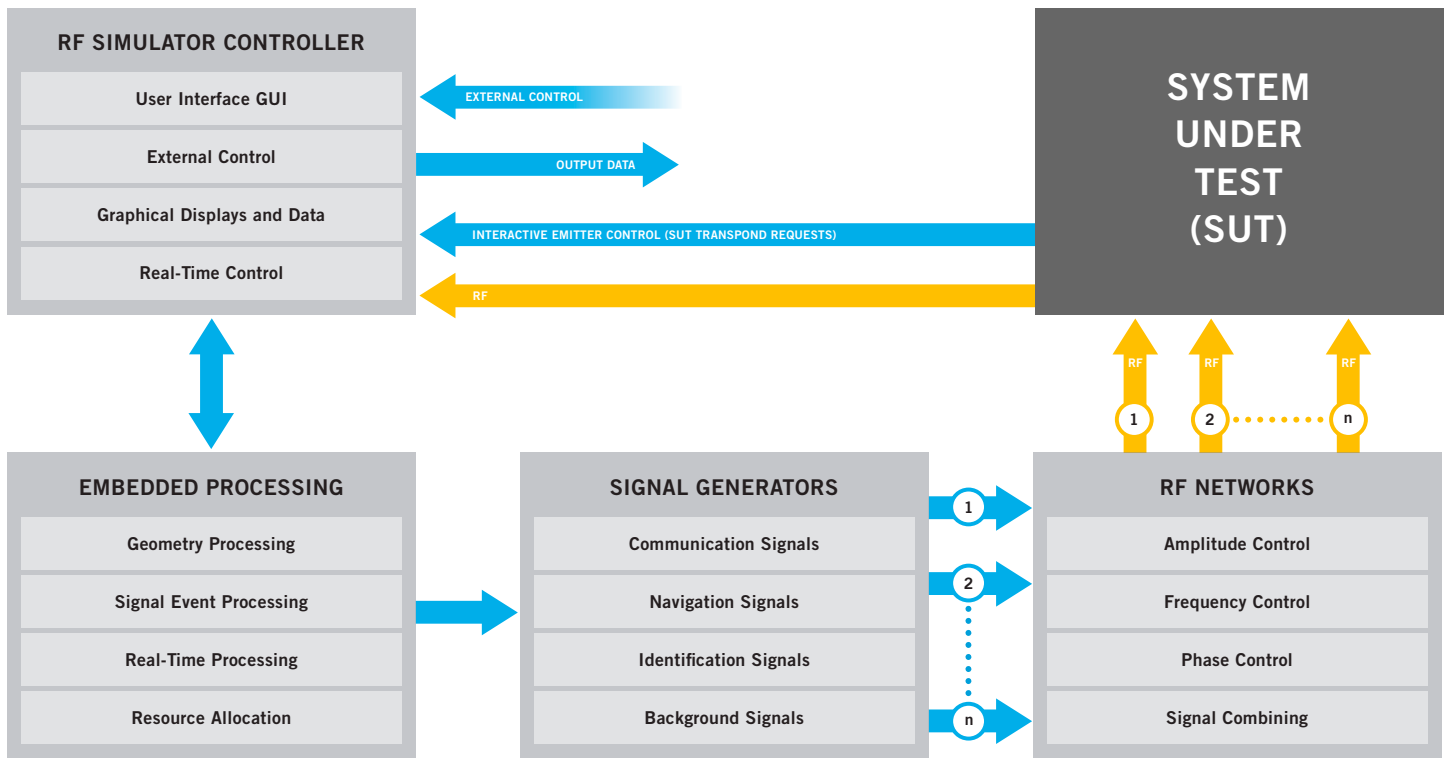 RF SIMULATOR CONTROLLER
User Interface GUI
External Control
Graphical Displays and Data
Real-Time Control
EXTERNAL CONTROL
OUTPUT DATA
INTERACTIVE EMITTER CONTROL (SUT TRANSPOND REQUESTS)
RF
SYSTEM
UNDER
TEST
(SUT)
RF
RF
RF
1
2
n
EMBEDDED PROCESSING
Geometry Processing
Signal Event Processing
Real-Time Processing
Resource Allocation
SIGNAL GENERATORS
Communication Signals
Navigation Signals
Identification Signals
Background Signals
1
2
n
RF NETWORKS
Amplitude Control
Frequency Control
Phase Control
Signal Combining